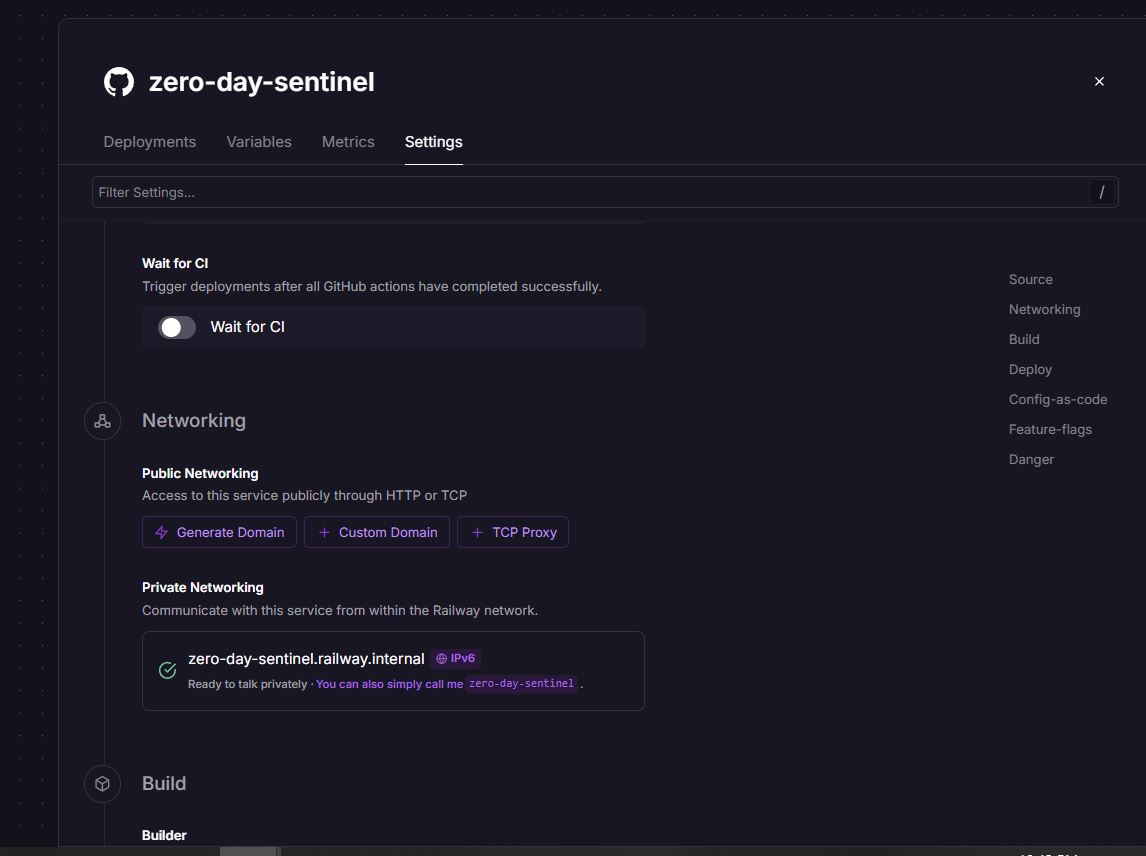 zero-day-sentinel
Deployments Variables Metrics Settings
Filter Settings... /
Wait for CI
Trigger deployments after all GitHub actions have completed successfully.
Wait for CI
Networking
Public Networking
Access to this service publicly through HTTP or TCP
Generate Domain Custom Domain TCP Proxy
Private Networking
Communicate with this service from within the Railway network.
zero-day-sentinel.railway.internal IPv6
Ready to talk privately · You can also simply call me zero-day-sentinel .
Build
Builder
Source
Networking
Build
Deploy
Config-as-code
Feature-flags
Danger